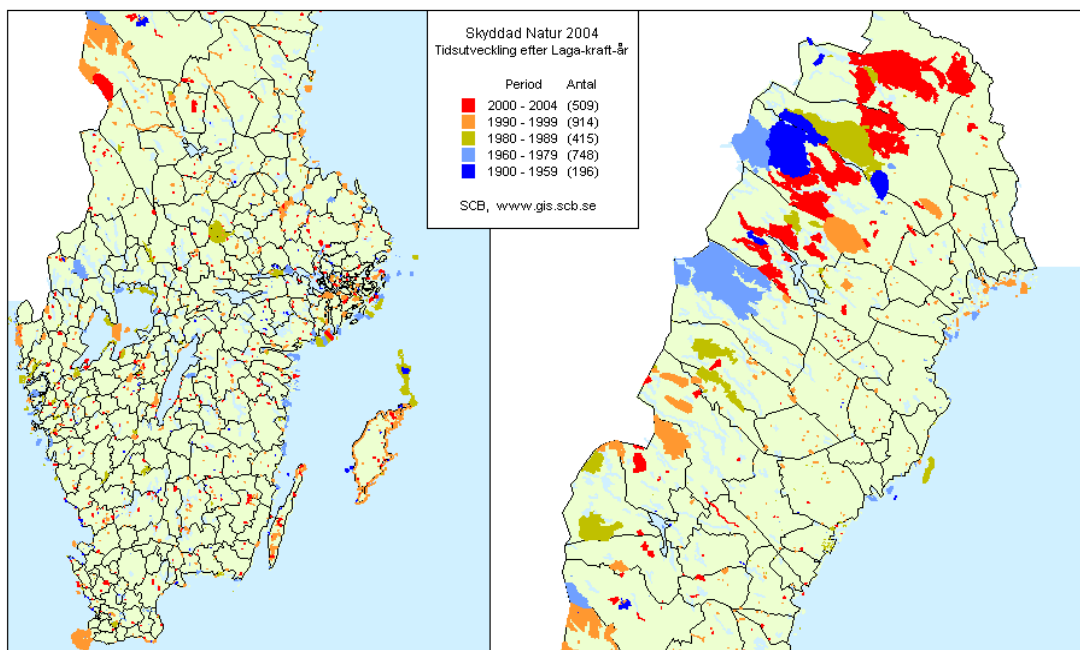 Skyddad Natur 2004
Tidsutveckling efter Laga-kraft-år
Period Antal
2000 - 2004 (509)
1990 - 1999 (914)
1980 - 1989 (415)
1960 - 1979 (748)
1900 - 1959 (196)
SCB, www.gis.scb.se